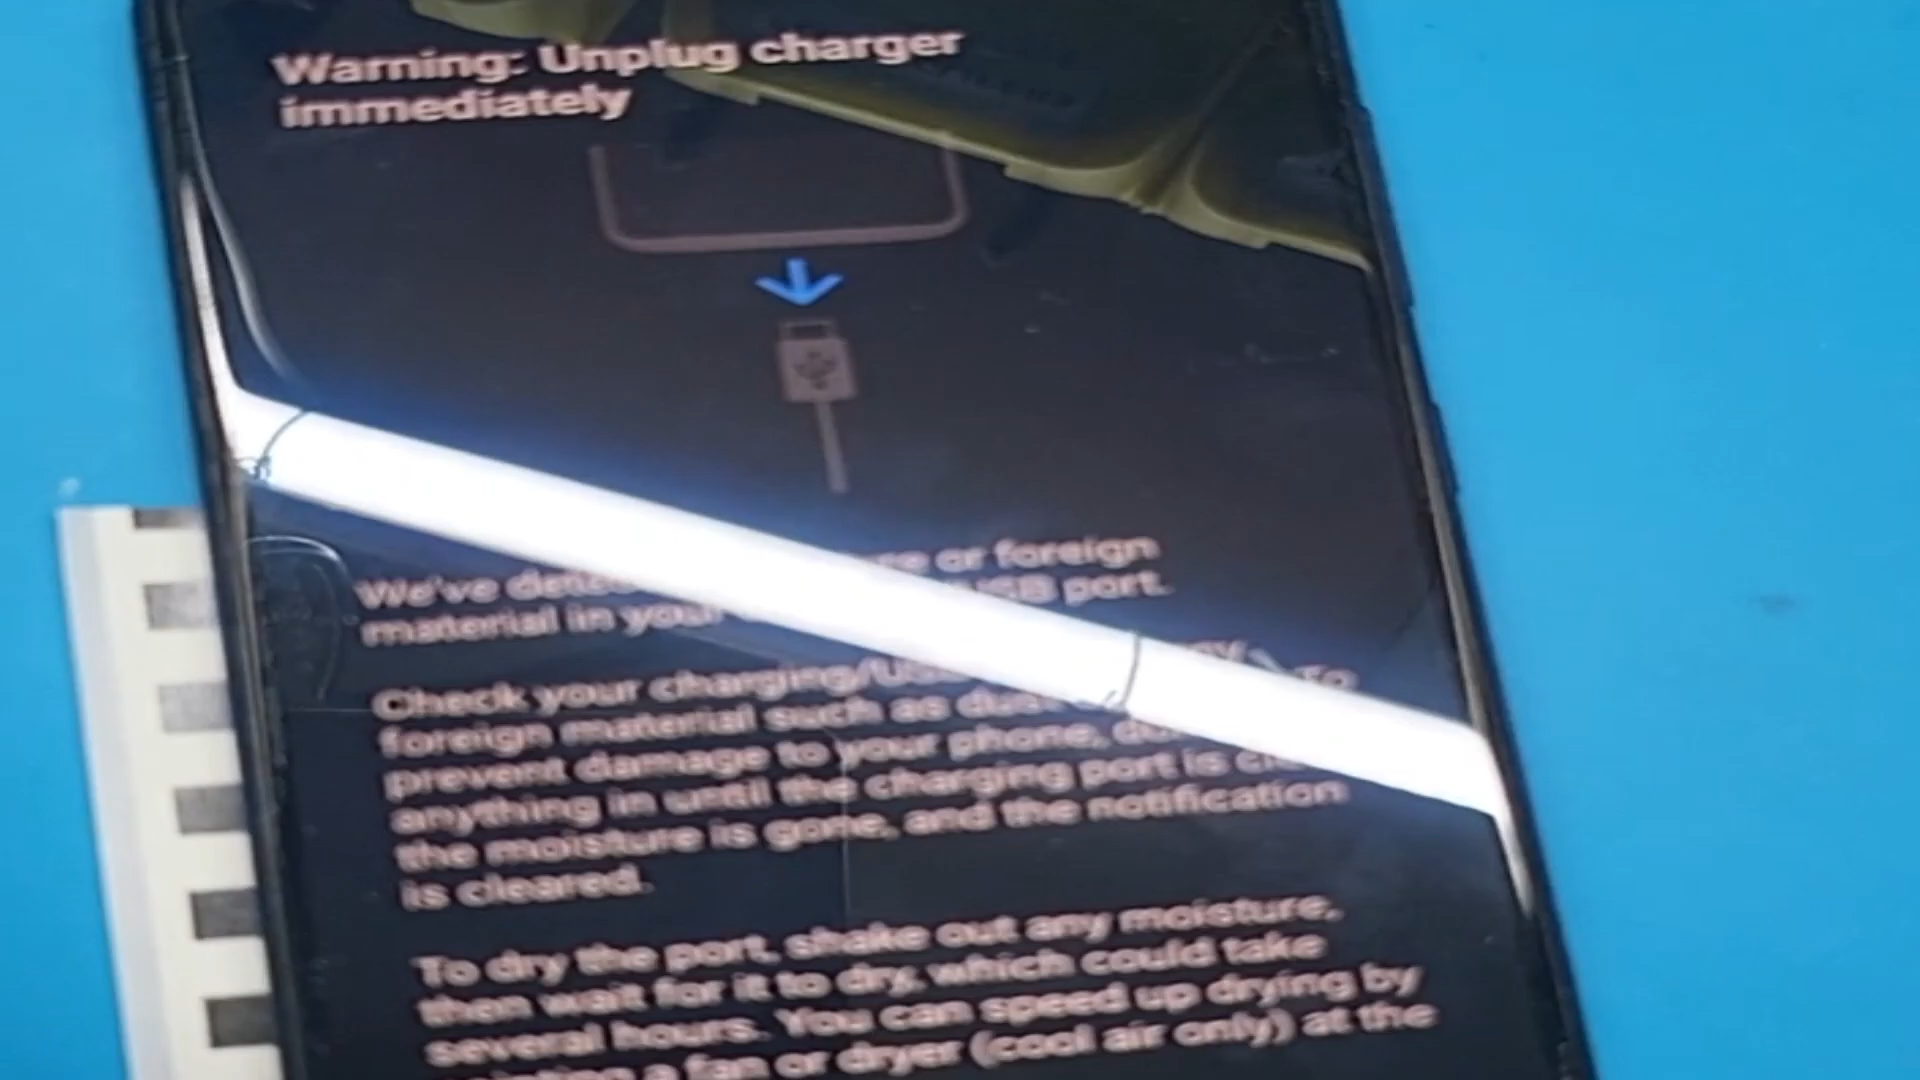 Warning: Unplug charger
immediately
We've or foreign
material in your USB port.
Check your charging/ To
foreign material such as
prevent damage to your phone,
anything in until the charging port is
the moisture is gone, and the notification
is cleared.
To dry the port, shake out any moisture,
then wait for it to dry, which could take
several hours. You can speed up drying by
a fan or dryer (cool air only) at the